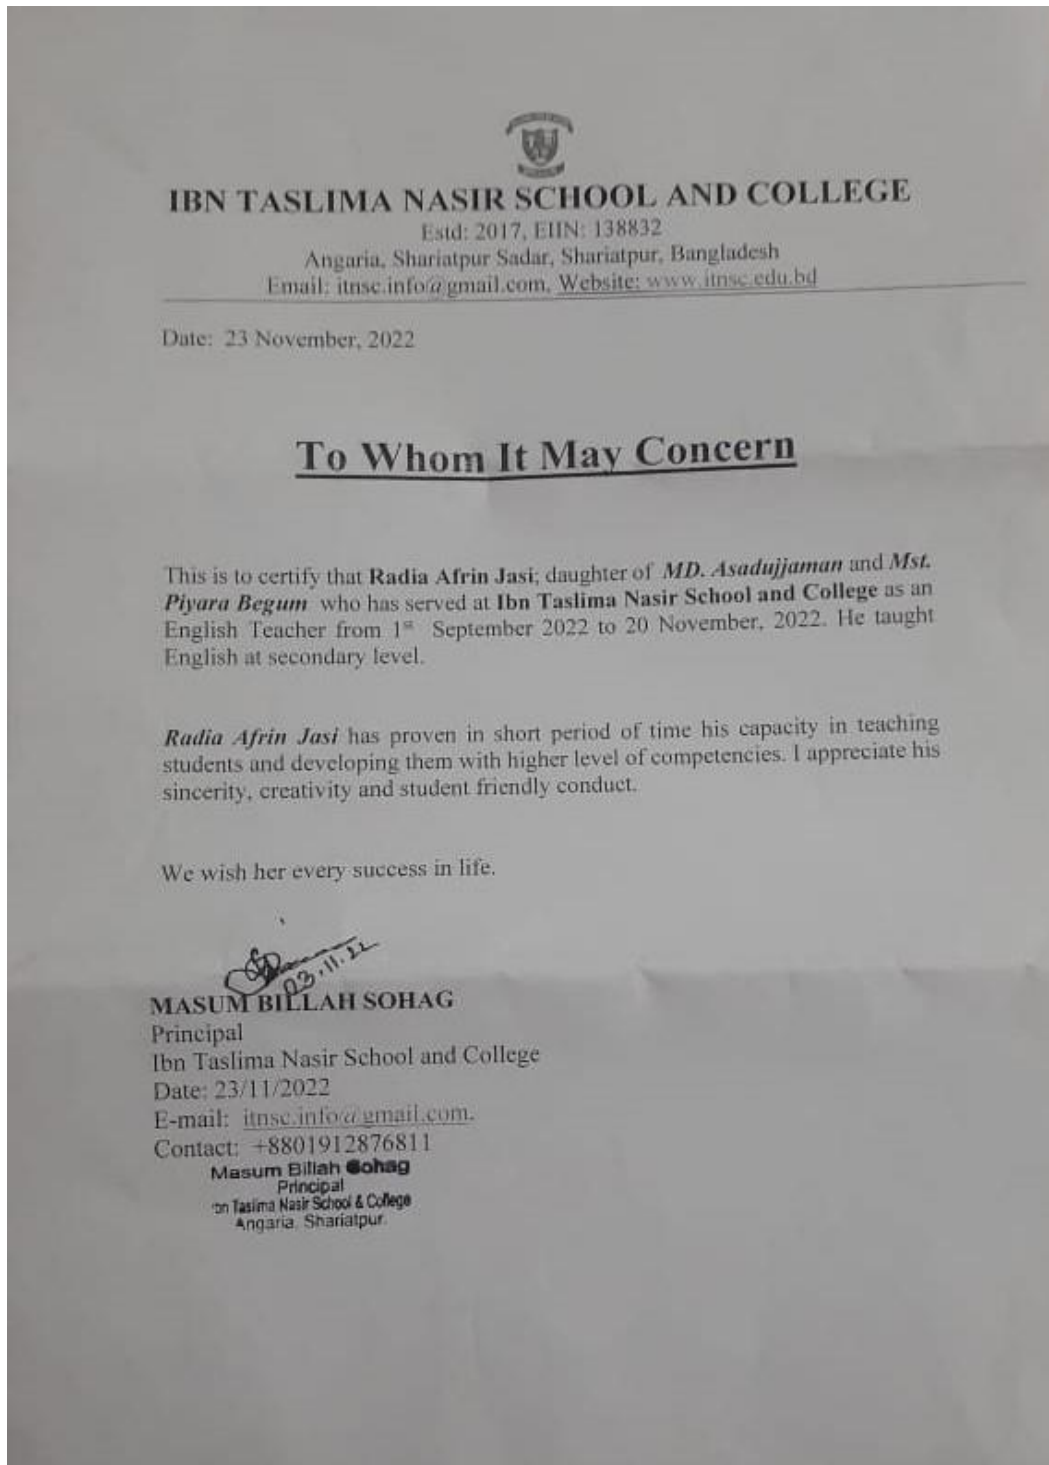 IBN TASLIMA NASIR SCHOOL AND COLLEGE
Estd: 2017, EIIN: 138832
Angaria, Shariatpur Sadar, Shariatpur, Bangladesh
Email: itnsc.info@gmail.com, Website: www.itnsc.edu.bd
Date: 23 November, 2022
To Whom It May Concern
This is to certify that Radia Afrin Jasi; daughter of MD. Asadujjaman and Mst.
Piyara Begum who has served at Ibn Taslima Nasir School and College as an
English Teacher from 1st September 2022 to 20 November, 2022. He taught
English at secondary level.
Radia Afrin Jasi has proven in short period of time his capacity in teaching
students and developing them with higher level of competencies. I appreciate his
sincerity, creativity and student friendly conduct.
We wish her every success in life.
23.11.22
MASUM BILLAH SOHAG
Principal
Ibn Taslima Nasir School and College
Date: 23/11/2022
E-mail: itnsc.info@gmail.com.
Contact: +8801912876811
Masum Billah Sohag
Principal
Ibn Taslima Nasir School & College
Angaria, Shariatpur.